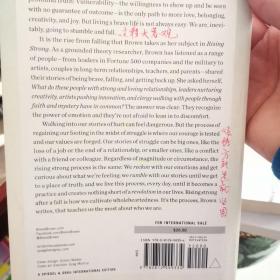 profound truth: Vulnerability—the willingness to show up and be seen
with no guarantee of outcome—is the only path to more love, belonging,
creativity, and joy. But living a brave life is not always easy: We are, inevi-
tably, going to stumble and fall.
It is the rise from falling that Brown takes as her subject in Rising
Strong. As a grounded theory researcher, Brown has listened as a range
of people—from leaders in Fortune 500 companies and the military to
artists, couples in long-term relationships, teachers, and parents—shared
their stories of being brave, falling, and getting back up. She asked herself,
What do these people with strong and loving relationships, leaders nurturing
creativity, artists pushing innovation, and clergy walking with people through
faith and mystery have in common? The answer was clear: They recognize
the power of emotion and they're not afraid to lean in to discomfort.
Walking into our stories of hurt can feel dangerous. But the process of
regaining our footing in the midst of struggle is where our courage is tested
and our values are forged. Our stories of struggle can be big ones, like the
loss of a job or the end of a relationship, or smaller ones, like a conflict
with a friend or colleague. Regardless of magnitude or circumstance, the
rising strong process is the same: We reckon with our emotions and get
curious about what we're feeling; we rumble with our stories until we get
to a place of truth; and we live this process, every day, until it becomes a
practice and creates nothing short of a revolution in our lives. Rising strong
after a fall is how we cultivate wholeheartedness. It's the process, Brown
writes, that teaches us the most about who we are.
FOR INTERNATIONAL SALE
A SPIEGEL & GRAU INTERNATIONAL EDITION